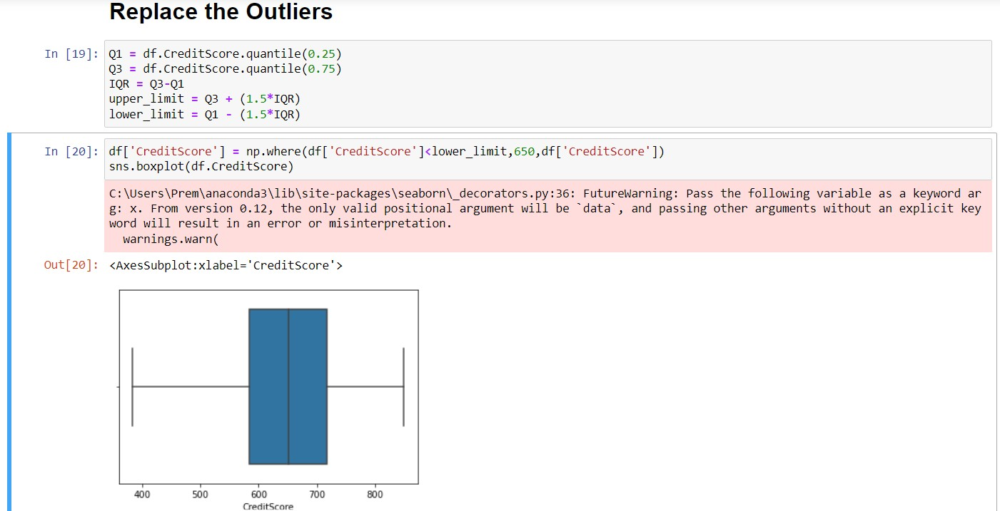 Replace the Outliers
In [19]: Q1 = df.CreditScore.quantile(0.25)
Q3 = df.CreditScore.quantile(0.75)
IQR = Q3-Q1
upper_limit = Q3 + (1.5*IQR)
lower_limit = Q1 - (1.5*IQR)
In [20]: df['CreditScore'] = np.where(df['CreditScore']<lower_limit,650,df['CreditScore'])
sns.boxplot(df.CreditScore)
C:\Users\Prem\anaconda3\lib\site-packages\seaborn\_decorators.py:36: FutureWarning: Pass the following variable as a keyword ar
g: x. From version 0.12, the only valid positional argument will be `data`, and passing other arguments without an explicit key
word will result in an error or misinterpretation.
warnings.warn(
Out[20]: <AxesSubplot:xlabel='CreditScore'>
400 500 600 700 800
CreditScore